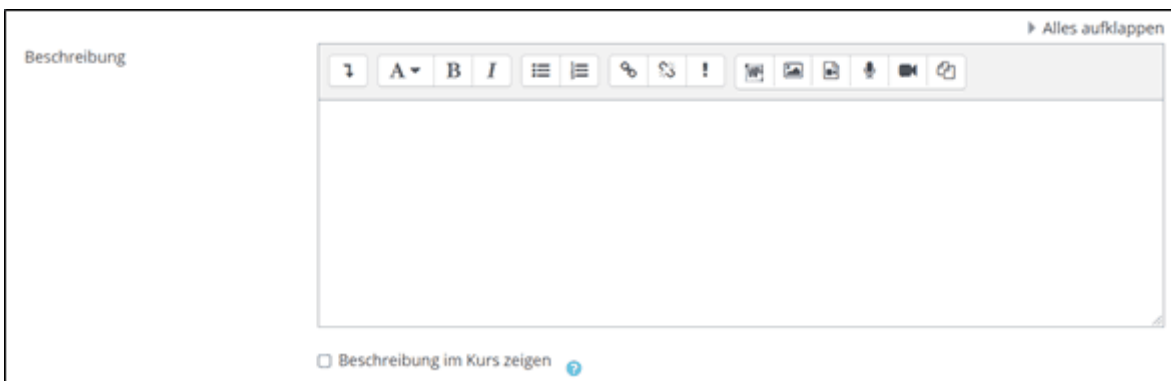 Alles aufklappen
Beschreibung
A B I
Beschreibung im Kurs zeigen